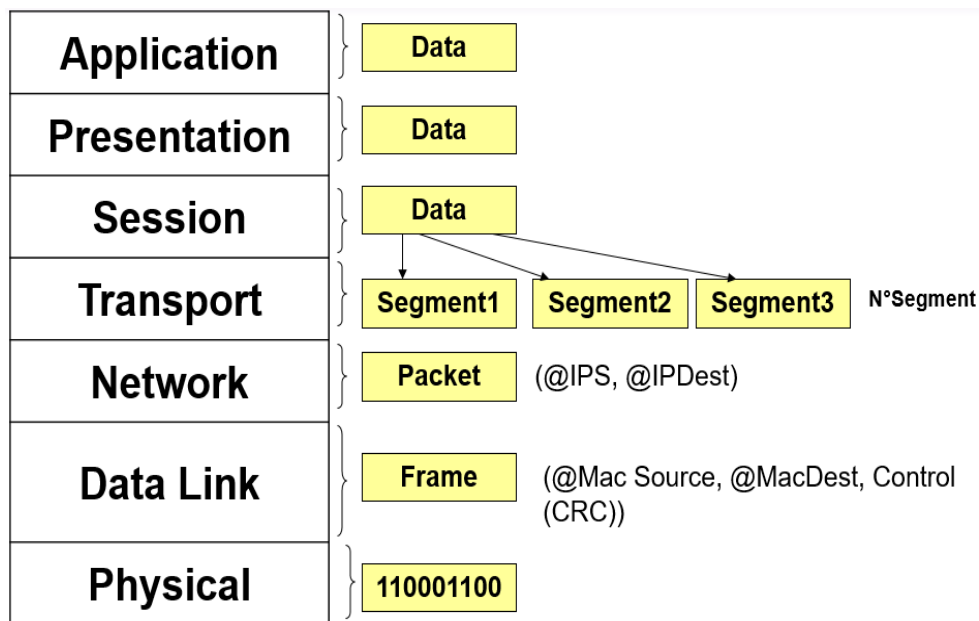 Application
Data
Presentation
Data
Session
Data
Transport
Segment1
Segment2
Segment3
N°Segment
Network
Packet
(@IPS, @IPDest)
Data Link
Frame
(@Mac Source, @MacDest, Control
(CRC))
Physical
110001100